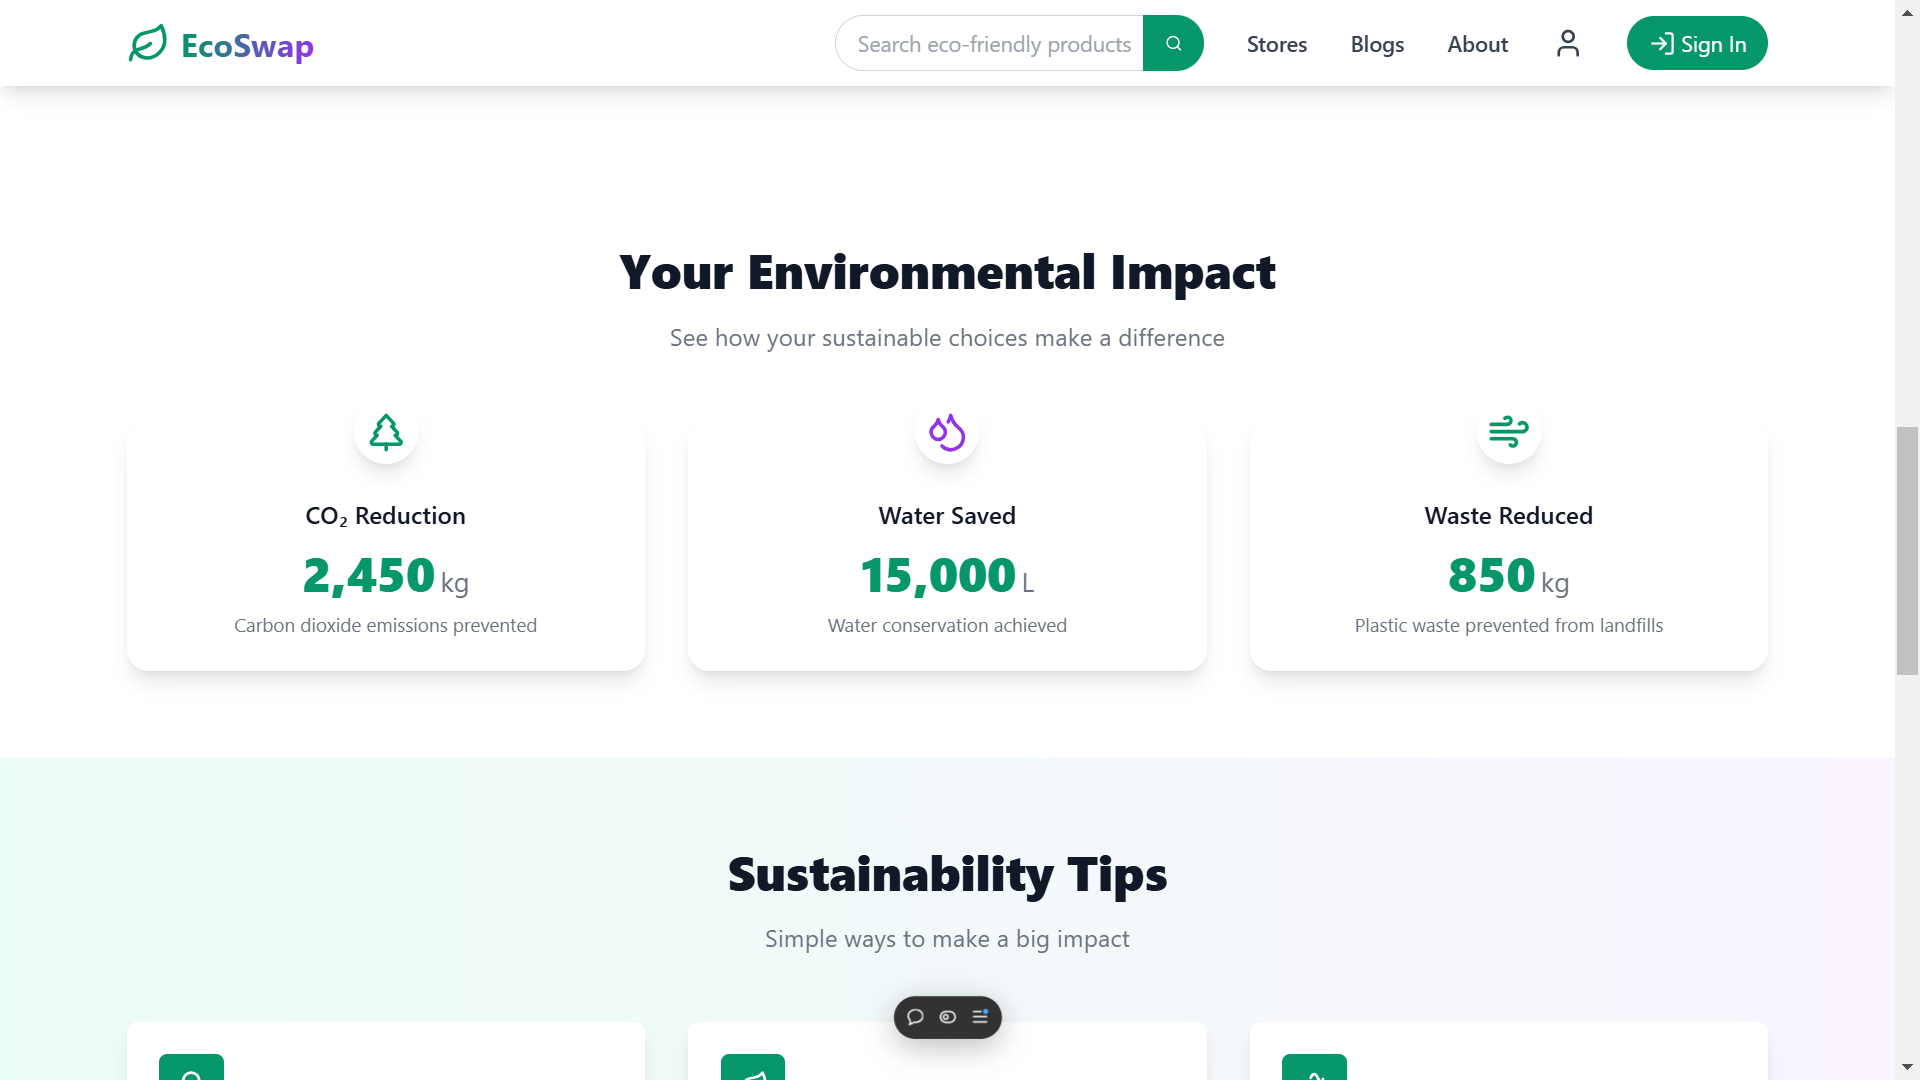 EcoSwap
Search eco-friendly products
Stores
Blogs
About
Sign In
Your Environmental Impact
See how your sustainable choices make a difference
CO₂ Reduction
2,450 kg
Carbon dioxide emissions prevented
Water Saved
15,000 L
Water conservation achieved
Waste Reduced
850 kg
Plastic waste prevented from landfills
Sustainability Tips
Simple ways to make a big impact